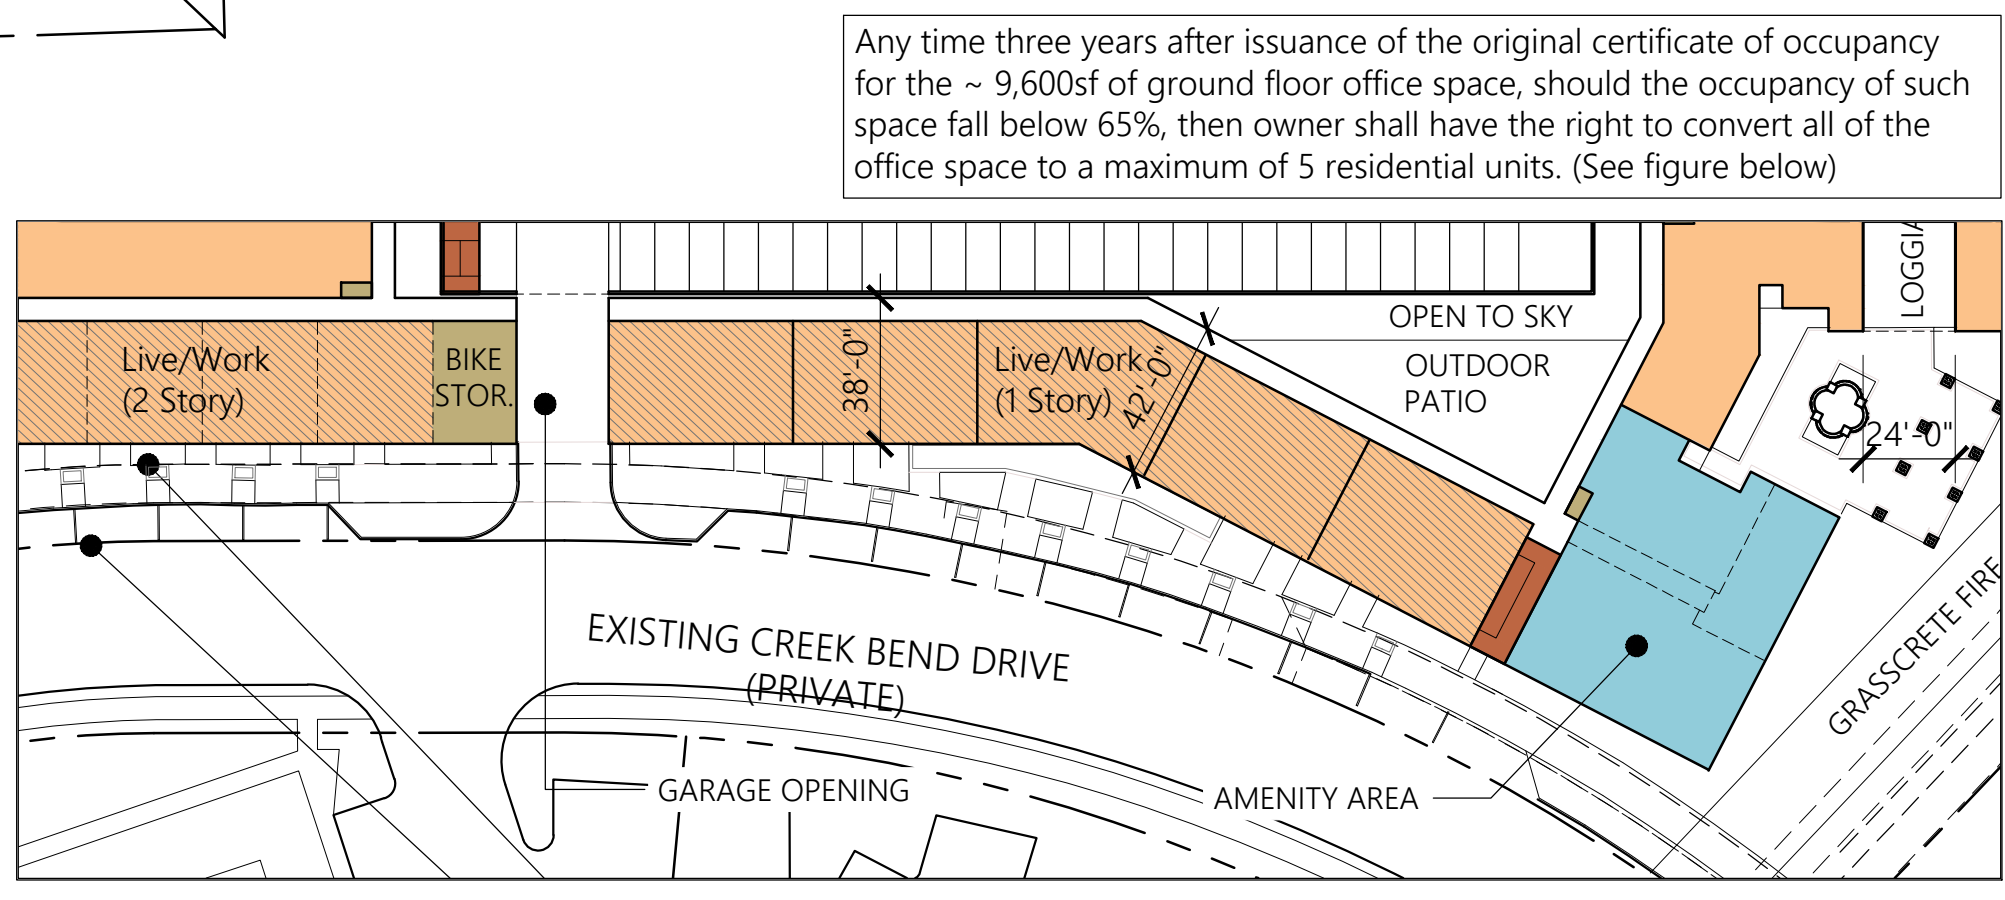 Any time three years after issuance of the original certificate of occupancy
for the ~ 9,600sf of ground floor office space, should the occupancy of such
space fall below 65%, then owner shall have the right to convert all of the
office space to a maximum of 5 residential units. (See figure below)
LOGGIA
OPEN TO SKY
OUTDOOR
PATIO
Live/Work
(2 Story)
BIKE
STOR.
38'-0"
Live/Work
(1 Story)
42'-0"
24'-0"
EXISTING CREEK BEND DRIVE
(PRIVATE)
GRASSCRETE FIRE
GARAGE OPENING
AMENITY AREA